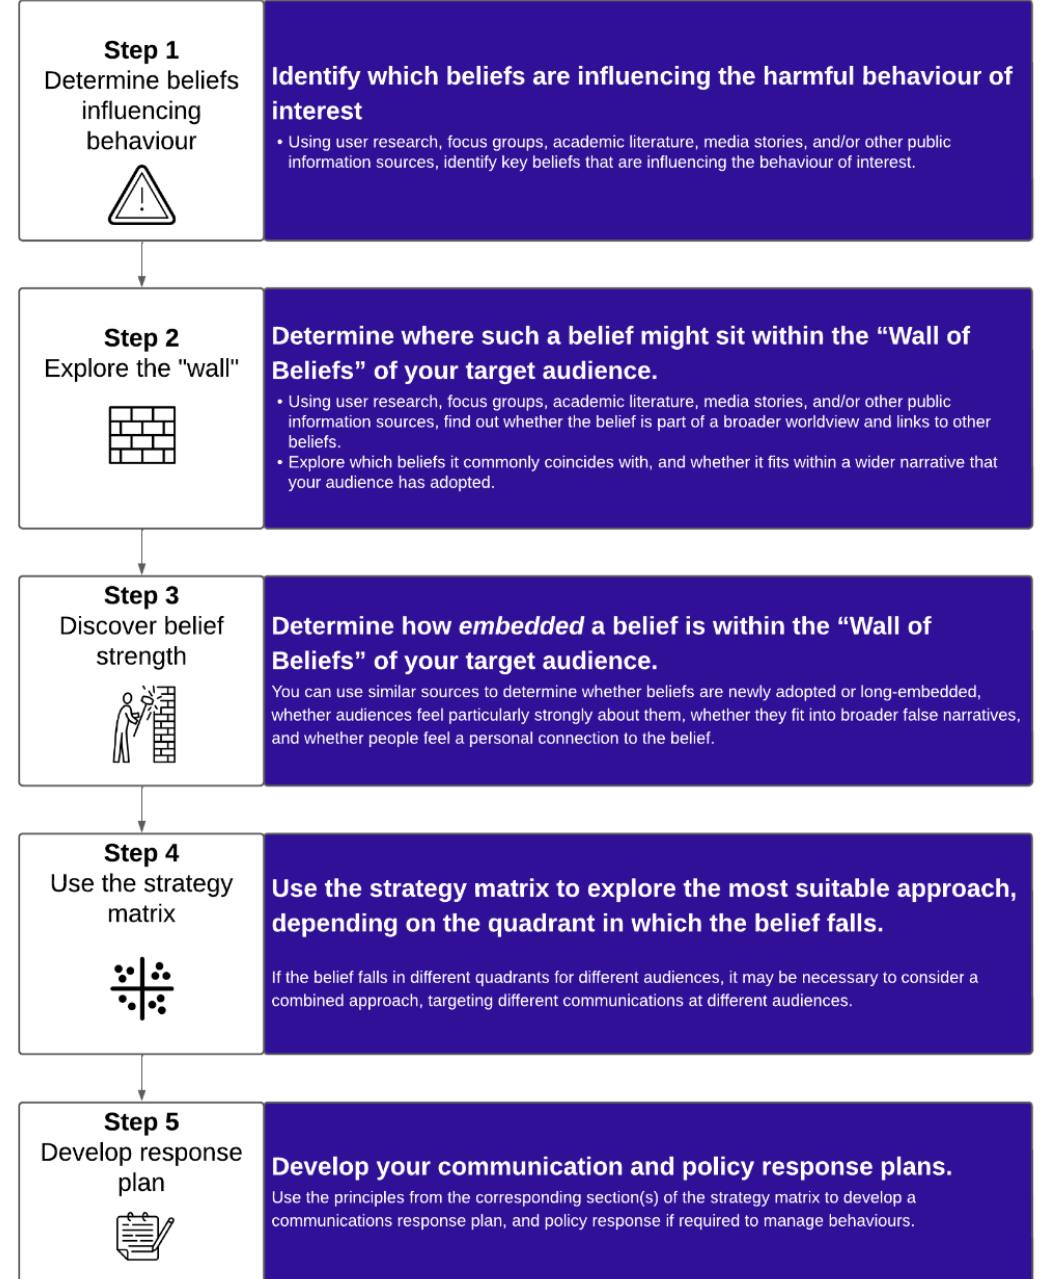 Step 1
Determine beliefs
influencing
behaviour
Identify which beliefs are influencing the harmful behaviour of
interest
• Using user research, focus groups, academic literature, media stories, and/or other public
information sources, identify key beliefs that are influencing the behaviour of interest.
Step 2
Explore the "wall"
Determine where such a belief might sit within the “Wall of
Beliefs” of your target audience.
• Using user research, focus groups, academic literature, media stories, and/or other public
information sources, find out whether the belief is part of a broader worldview and links to other
beliefs.
• Explore which beliefs it commonly coincides with, and whether it fits within a wider narrative that
your audience has adopted.
Step 3
Discover belief
strength
Determine how embedded a belief is within the “Wall of
Beliefs” of your target audience.
You can use similar sources to determine whether beliefs are newly adopted or long-embedded,
whether audiences feel particularly strongly about them, whether they fit into broader false narratives,
and whether people feel a personal connection to the belief.
Step 4
Use the strategy
matrix
Use the strategy matrix to explore the most suitable approach,
depending on the quadrant in which the belief falls.
If the belief falls in different quadrants for different audiences, it may be necessary to consider a
combined approach, targeting different communications at different audiences.
Step 5
Develop response
plan
Develop your communication and policy response plans.
Use the principles from the corresponding section(s) of the strategy matrix to develop a
communications response plan, and policy response if required to manage behaviours.